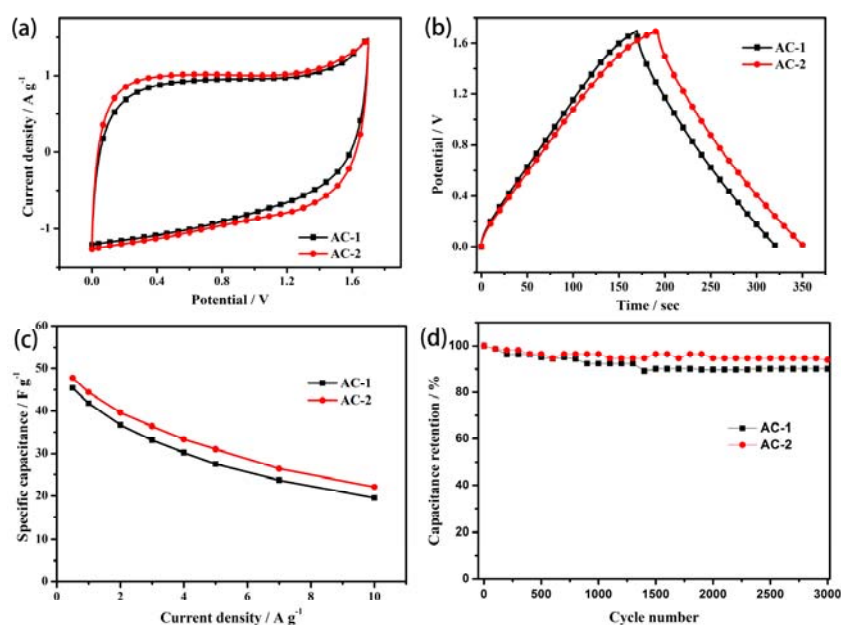 (a)
AC-1
AC-2
Current density / A g⁻¹
1
0
-1
0.0 0.4 0.8 1.2 1.6
Potential / V
(b)
AC-1
AC-2
Potential / V
1.6
1.2
0.8
0.4
0.0
0 50 100 150 200 250 300 350
Time / sec
(c)
AC-1
AC-2
Specific capacitance / F g⁻¹
60
50
40
30
20
10
0
0 2 4 6 8 10
Current density / A g⁻¹
(d)
AC-1
AC-2
Capacitance retention / %
100
80
60
40
20
0
0 500 1000 1500 2000 2500 3000
Cycle number